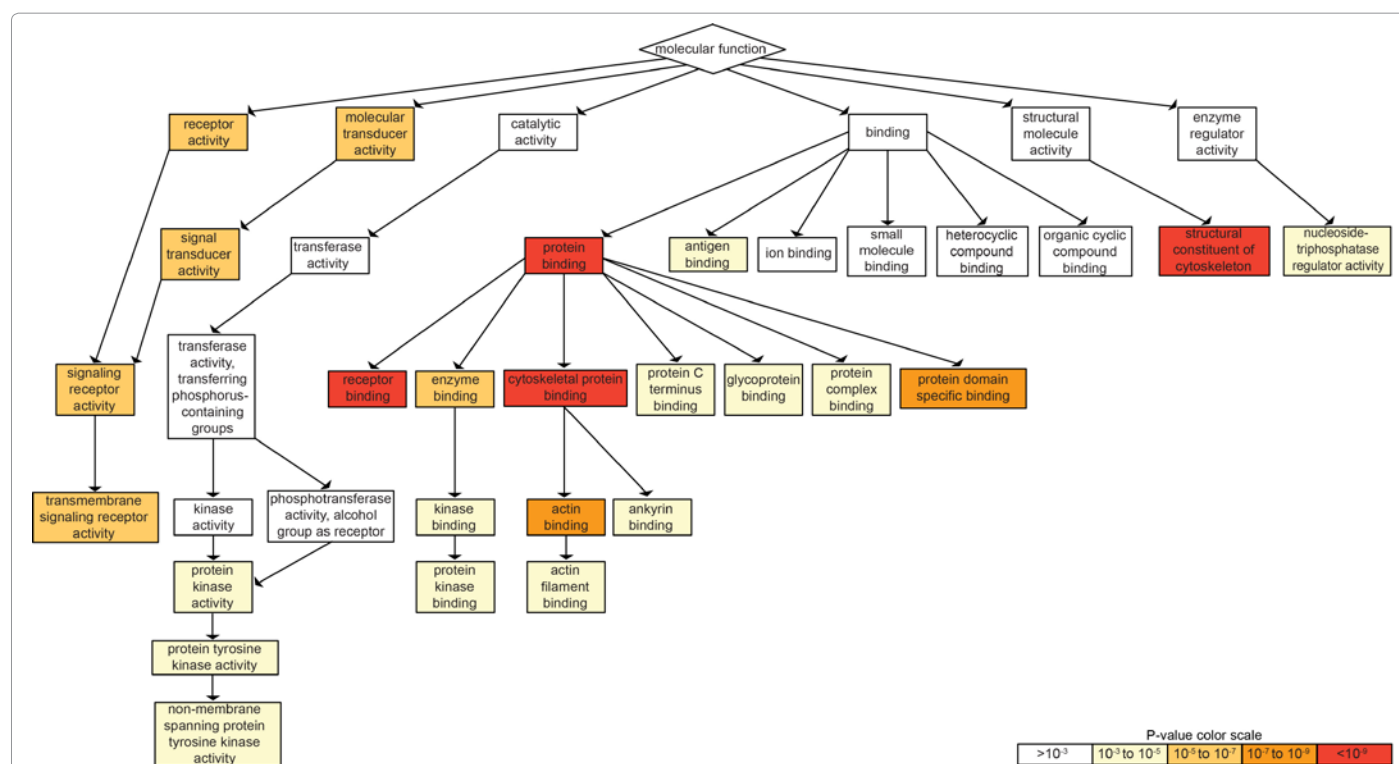 molecular function
receptor
activity
molecular
transducer
activity
catalytic
activity
binding
structural
molecule
activity
enzyme
regulator
activity
signal
transducer
activity
transferase
activity
protein
binding
antigen
binding
ion binding
small
molecule
binding
heterocyclic
compound
binding
organic cyclic
compound
binding
structural
constituent of
cytoskeleton
nucleoside-
triphosphatase
regulator activity
signaling
receptor
activity
transferase
activity,
transferring
phosphorus-
containing
groups
receptor
binding
enzyme
binding
cytoskeletal protein
binding
protein C
terminus
binding
glycoprotein
binding
protein
complex
binding
protein domain
specific binding
transmembrane
signaling receptor
activity
kinase
activity
phosphotransferase
activity, alcohol
group as receptor
kinase
binding
actin
binding
ankyrin
binding
protein
kinase
activity
protein
kinase
binding
actin
filament
binding
protein tyrosine
kinase activity
non-membrane
spanning protein
tyrosine kinase
activity
P-value color scale
>10⁻³ 10⁻³ to 10⁻⁵ 10⁻⁵ to 10⁻⁷ 10⁻⁷ to 10⁻⁹ <10⁻⁹